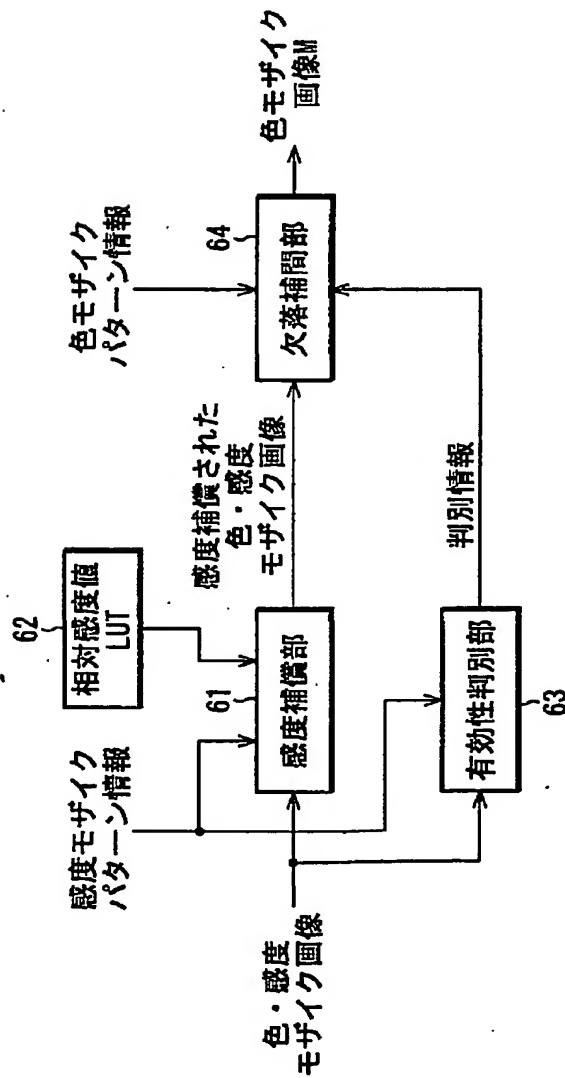 色・感度
モザイク画像
感度モザイク
パターン情報
62
相対感度値
LUT
61
感度補償部
有効性判別部
63
感度補償された
色・感度
モザイク画像
判別情報
色モザイク
パターン情報
64
欠落補間部
色モザイク
画像M